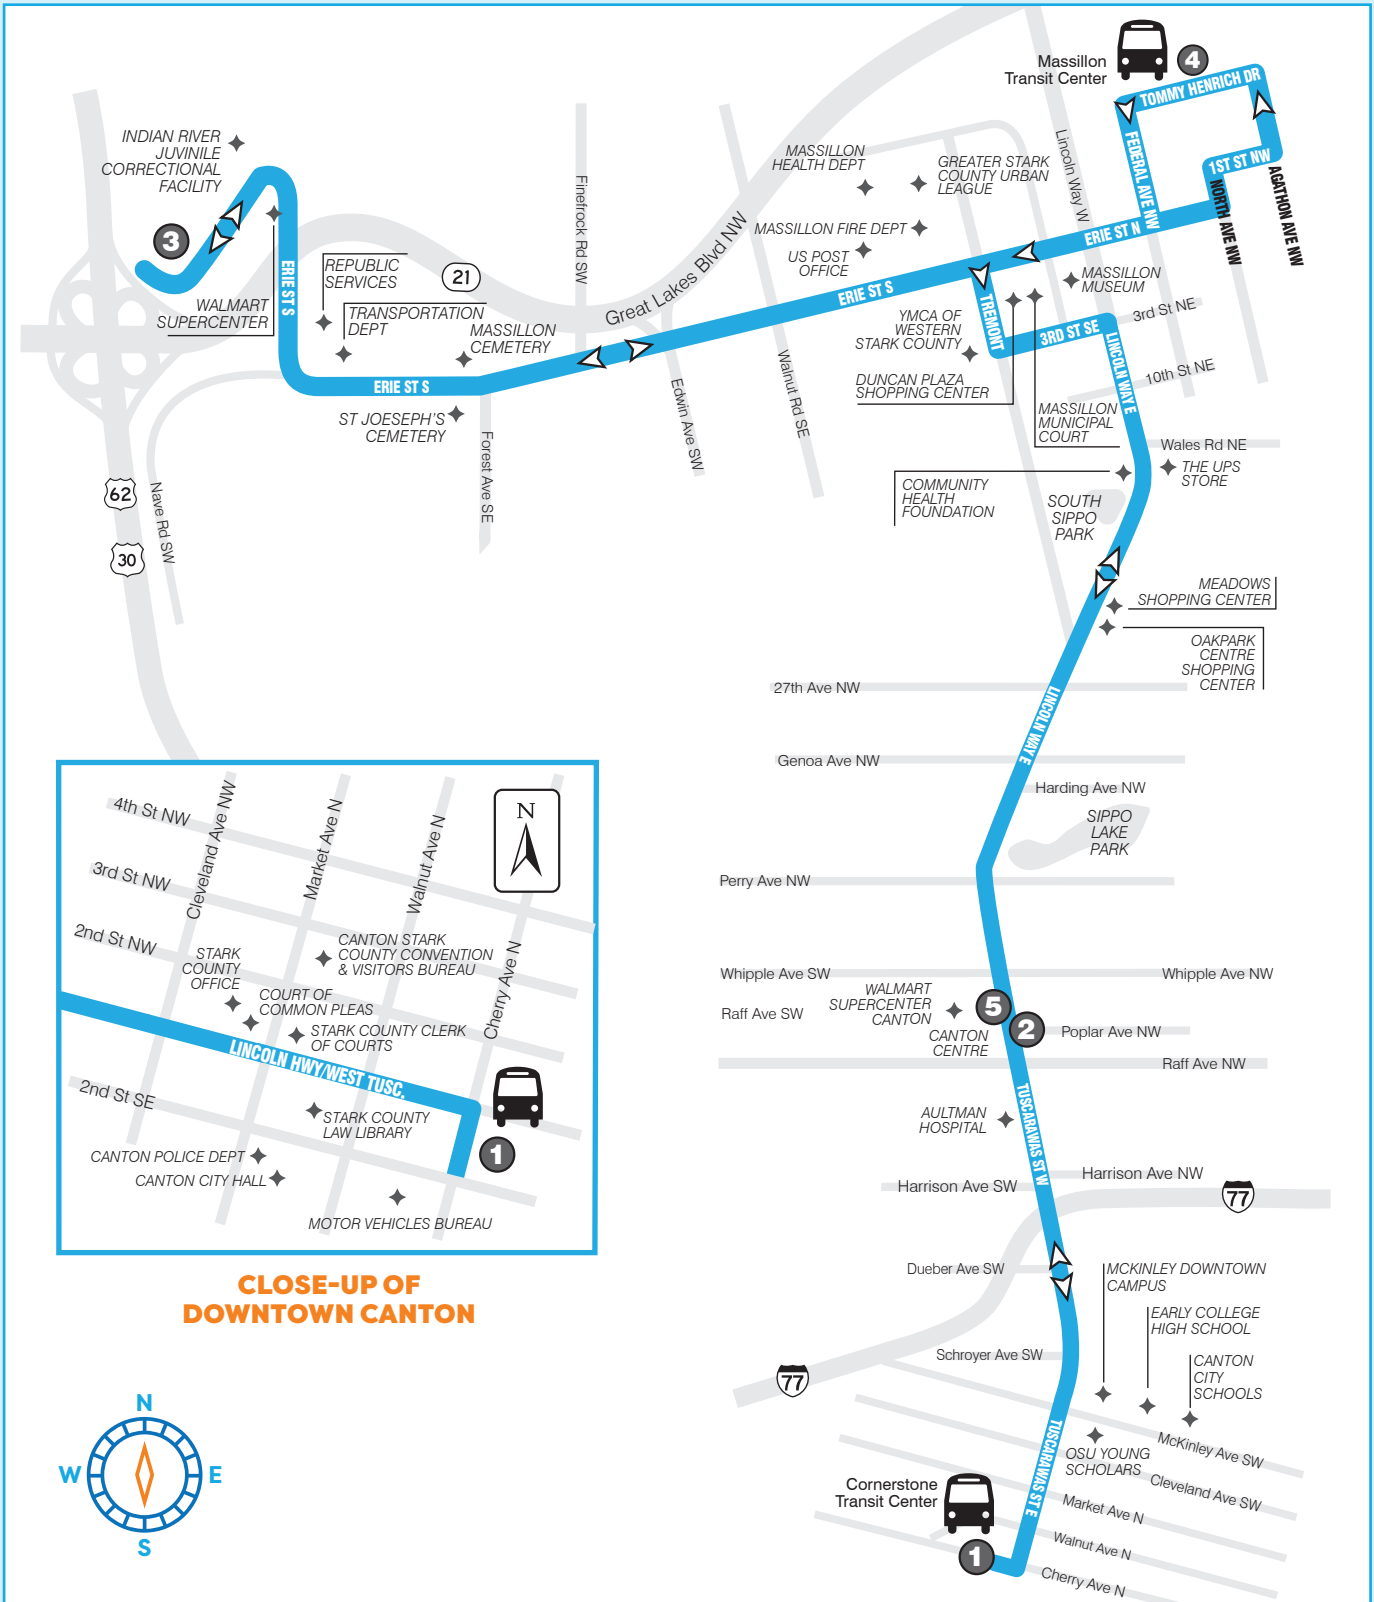 Massillon
Transit Center
4
TOMMY HENRICH DR
FEDERAL AVE NW
1ST ST NW
NORTH AVE NW
AGATHON AVE NW
ERIE ST N
Lincoln Way W
INDIAN RIVER
JUVENILE
CORRECTIONAL
FACILITY
3
WALMART
SUPERCENTER
ERIE ST S
REPUBLIC
SERVICES
21
TRANSPORTATION
DEPT
MASSILLON
CEMETERY
ERIE ST S
ST JOESEPH'S
CEMETERY
Finefrock Rd SW
Great Lakes Blvd NW
Forest Ave SE
Edwin Ave SW
Walnut Rd SE
62
30
Nave Rd SW
MASSILLON
HEALTH DEPT
GREATER STARK
COUNTY URBAN
LEAGUE
MASSILLON FIRE DEPT
US POST
OFFICE
ERIE ST S
MASSILLON
MUSEUM
TREMONT
YMCA OF
WESTERN
STARK COUNTY
3RD ST SE
3rd St NE
LINCOLN WAY E
10th St NE
DUNCAN PLAZA
SHOPPING CENTER
MASSILLON
MUNICIPAL
COURT
Wales Rd NE
THE UPS
STORE
COMMUNITY
HEALTH
FOUNDATION
SOUTH
SIPPO
PARK
MEADOWS
SHOPPING CENTER
OAKPARK
CENTRE
SHOPPING
CENTER
27th Ave NW
LINCOLN WAY E
Genoa Ave NW
Harding Ave NW
SIPPO
LAKE
PARK
Perry Ave NW
Whipple Ave SW
Whipple Ave NW
WALMART
SUPERCENTER
CANTON
5
Raff Ave SW
2
Poplar Ave NW
CANTON
CENTRE
Raff Ave NW
TUSCARAWAS ST W
AULTMAN
HOSPITAL
Harrison Ave NW
Harrison Ave SW
77
Dueber Ave SW
MCKINLEY DOWNTOWN
CAMPUS
EARLY COLLEGE
HIGH SCHOOL
Schroyer Ave SW
CANTON
CITY
SCHOOLS
77
TUSCARAWAS ST E
OSU YOUNG
SCHOLARS
McKinley Ave SW
Cleveland Ave SW
Market Ave N
Walnut Ave N
Cherry Ave N
Cornerstone
Transit Center
1
4th St NW
3rd St NW
2nd St NW
Cleveland Ave NW
Market Ave N
Walnut Ave N
Cherry Ave N
N
CANTON STARK
COUNTY CONVENTION
& VISITORS BUREAU
STARK
COUNTY
OFFICE
COURT OF
COMMON PLEAS
STARK COUNTY CLERK
OF COURTS
LINCOLN HWY/WEST TUSC.
2nd St SE
STARK COUNTY
LAW LIBRARY
1
CANTON POLICE DEPT
CANTON CITY HALL
MOTOR VEHICLES BUREAU
CLOSE-UP OF
DOWNTOWN CANTON
N
W
E
S